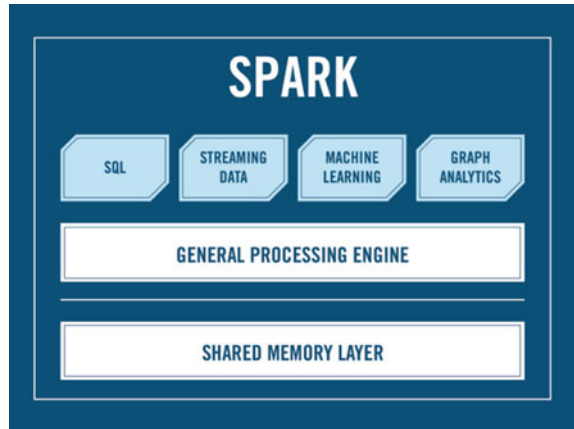 SPARK
SQL
STREAMING
DATA
MACHINE
LEARNING
GRAPH
ANALYTICS
GENERAL PROCESSING ENGINE
SHARED MEMORY LAYER